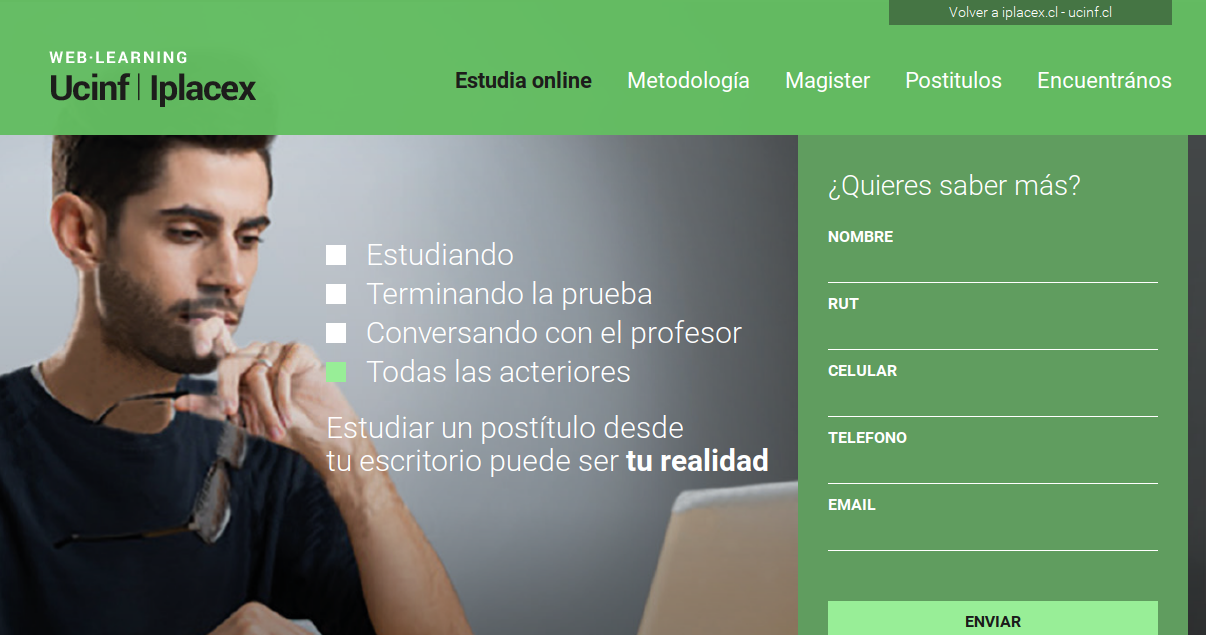 Volver a iplacex.cl - ucinf.cl
WEB·LEARNING
Ucinf | Iplacex
Estudia online
Metodología
Magister
Postitulos
Encuentrános
Estudiando
Terminando la prueba
Conversando con el profesor
Todas las acteriores
Estudiar un postítulo desde
tu escritorio puede ser tu realidad
¿Quieres saber más?
NOMBRE
RUT
CELULAR
TELEFONO
EMAIL
ENVIAR